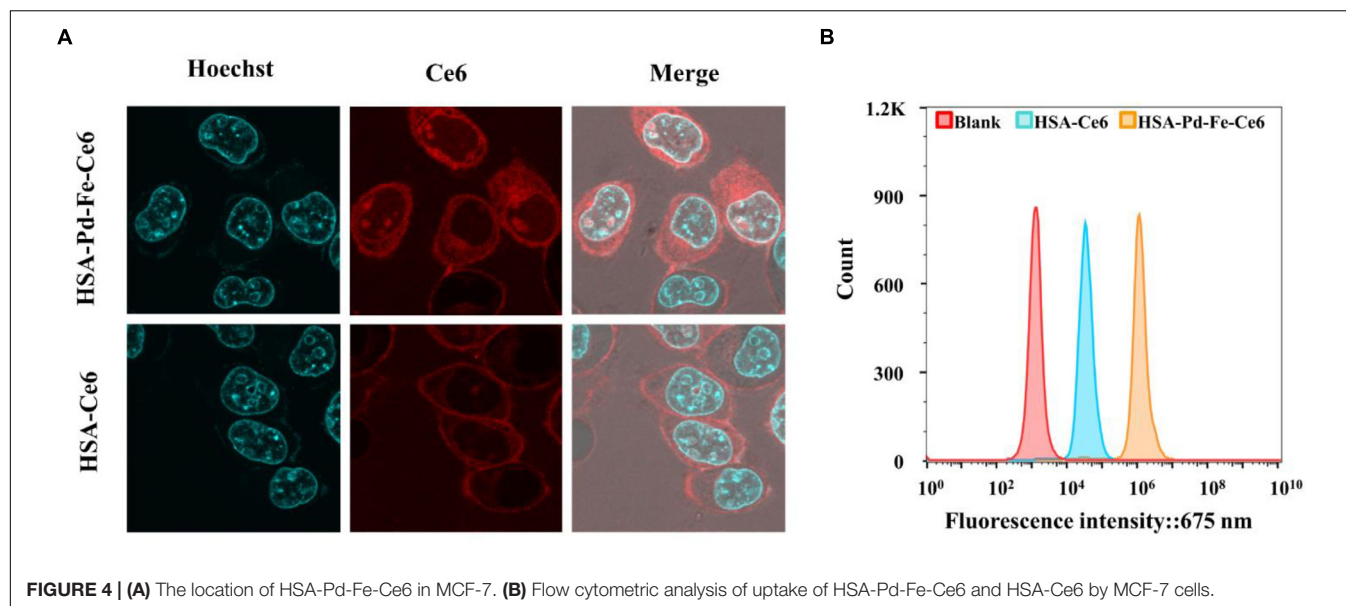 A
B
Hoechst Ce6 Merge
HSA-Pd-Fe-Ce6
HSA-Ce6
1.2K
Blank HSA-Ce6 HSA-Pd-Fe-Ce6
900
600
300
0
Count
10⁰ 10² 10⁴ 10⁶ 10⁸ 10¹⁰
Fluorescence intensity::675 nm
FIGURE 4 | (A) The location of HSA-Pd-Fe-Ce6 in MCF-7. (B) Flow cytometric analysis of uptake of HSA-Pd-Fe-Ce6 and HSA-Ce6 by MCF-7 cells.